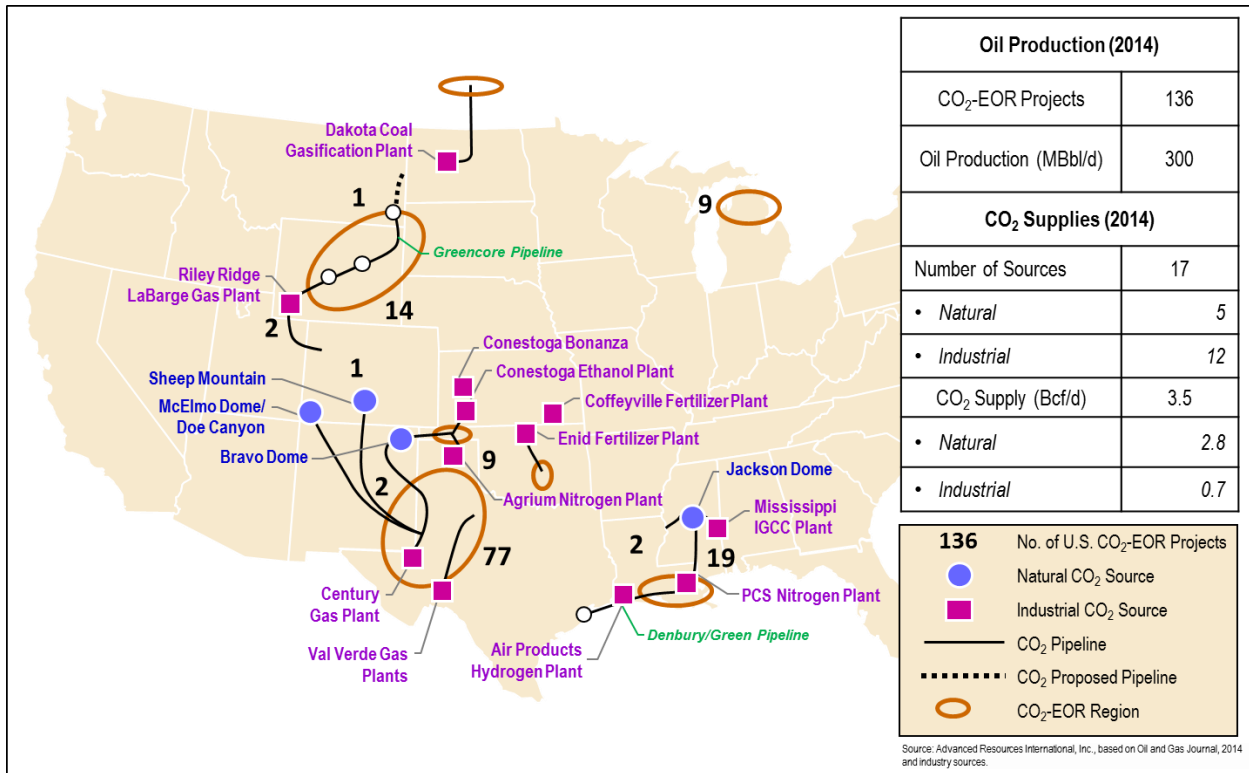 Dakota Coal
Gasification Plant
1
9
Greencore Pipeline
Riley Ridge
LaBarge Gas Plant
14
2
Conestoga Bonanza
1
Conestoga Ethanol Plant
Sheep Mountain
McElmo Dome/
Doe Canyon
Coffeyville Fertilizer Plant
Enid Fertilizer Plant
Bravo Dome
9
Jackson Dome
2
Agrium Nitrogen Plant
Mississippi
IGCC Plant
2
19
77
Century
Gas Plant
PCS Nitrogen Plant
Denbury/Green Pipeline
Val Verde Gas
Plants
Air Products
Hydrogen Plant
Oil Production (2014)
CO2-EOR Projects 136
Oil Production (MBbl/d) 300
CO2 Supplies (2014)
Number of Sources 17
• Natural 5
• Industrial 12
CO2 Supply (Bcf/d) 3.5
• Natural 2.8
• Industrial 0.7
136 No. of U.S. CO2-EOR Projects
Natural CO2 Source
Industrial CO2 Source
CO2 Pipeline
CO2 Proposed Pipeline
CO2-EOR Region
Source: Advanced Resources International, Inc., based on Oil and Gas Journal, 2014
and industry sources.